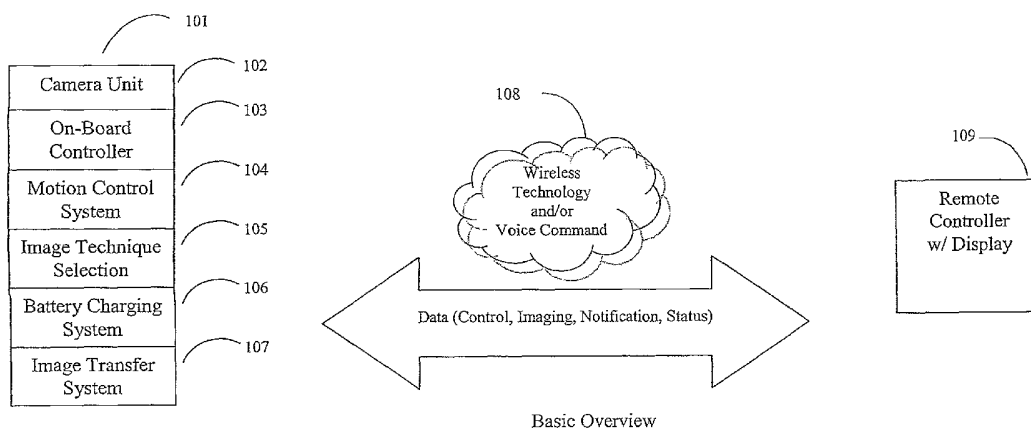 101
Camera Unit
102
On-Board
Controller
103
Motion Control
System
104
Image Technique
Selection
105
Battery Charging
System
106
Image Transfer
System
107
108
Wireless
Technology
and/or
Voice Command
Data (Control, Imaging, Notification, Status)
109
Remote
Controller
w/ Display
Basic Overview